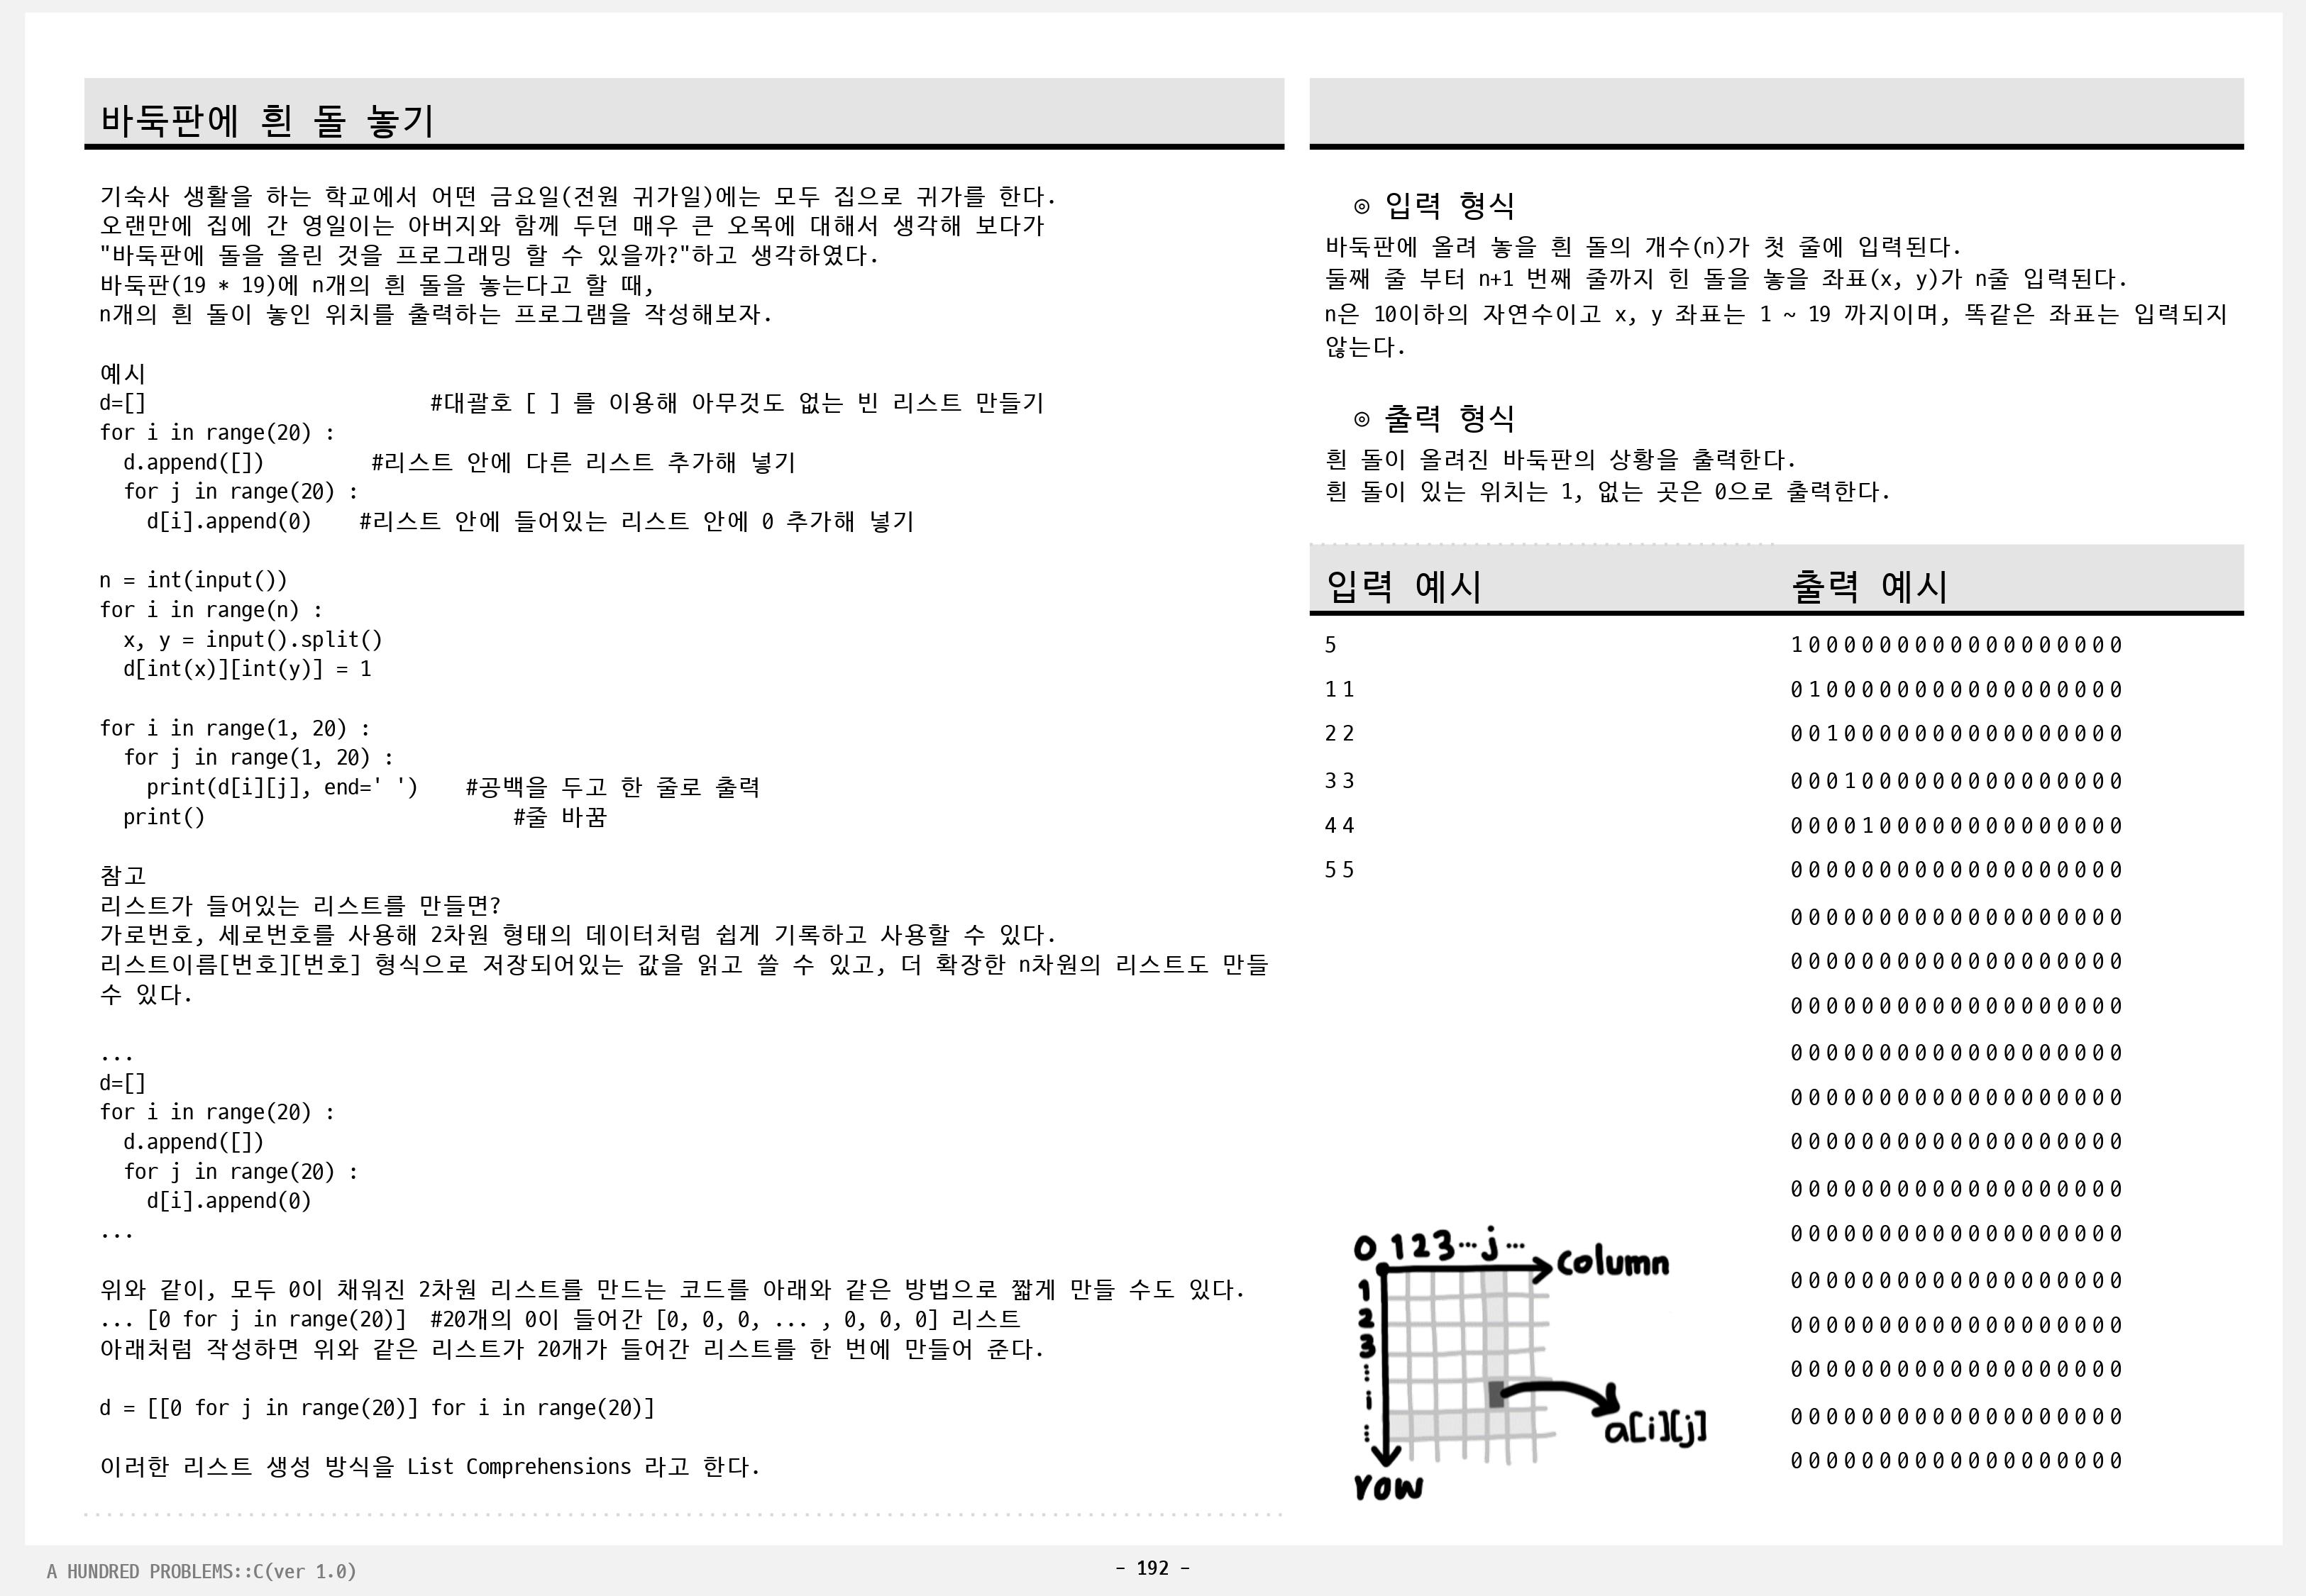 바둑판에 흰 돌 놓기
기숙사 생활을 하는 학교에서 어떤 금요일(전원 귀가일)에는 모두 집으로 귀가를 한다.
오랜만에 집에 간 영일이는 아버지와 함께 두던 매우 큰 오목에 대해서 생각해 보다가
"바둑판에 돌을 올린 것을 프로그래밍 할 수 있을까?"하고 생각하였다.
바둑판(19 * 19)에 n개의 흰 돌을 놓는다고 할 때,
n개의 흰 돌이 놓인 위치를 출력하는 프로그램을 작성해보자.
예시
d=[] #대괄호 [ ] 를 이용해 아무것도 없는 빈 리스트 만들기
for i in range(20) :
d.append([]) #리스트 안에 다른 리스트 추가해 넣기
for j in range(20) :
d[i].append(0) #리스트 안에 들어있는 리스트 안에 0 추가해 넣기
n = int(input())
for i in range(n) :
x, y = input().split()
d[int(x)][int(y)] = 1
for i in range(1, 20) :
for j in range(1, 20) :
print(d[i][j], end=' ') #공백을 두고 한 줄로 출력
print() #줄 바꿈
참고
리스트가 들어있는 리스트를 만들면?
가로번호, 세로번호를 사용해 2차원 형태의 데이터처럼 쉽게 기록하고 사용할 수 있다.
리스트이름[번호][번호] 형식으로 저장되어있는 값을 읽고 쓸 수 있고, 더 확장한 n차원의 리스트도 만들
수 있다.
...
d=[]
for i in range(20) :
d.append([])
for j in range(20) :
d[i].append(0)
...
위와 같이, 모두 0이 채워진 2차원 리스트를 만드는 코드를 아래와 같은 방법으로 짧게 만들 수도 있다.
... [0 for j in range(20)] #20개의 0이 들어간 [0, 0, 0, ... , 0, 0, 0] 리스트
아래처럼 작성하면 위와 같은 리스트가 20개가 들어간 리스트를 한 번에 만들어 준다.
d = [[0 for j in range(20)] for i in range(20)]
이러한 리스트 생성 방식을 List Comprehensions 라고 한다.
◎ 입력 형식
바둑판에 올려 놓을 흰 돌의 개수(n)가 첫 줄에 입력된다.
둘째 줄 부터 n+1 번째 줄까지 힌 돌을 놓을 좌표(x, y)가 n줄 입력된다.
n은 10이하의 자연수이고 x, y 좌표는 1 ~ 19 까지이며, 똑같은 좌표는 입력되지
않는다.
◎ 출력 형식
흰 돌이 올려진 바둑판의 상황을 출력한다.
흰 돌이 있는 위치는 1, 없는 곳은 0으로 출력한다.
입력 예시
5
1 1
2 2
3 3
4 4
5 5
0 1 2 3 ... j ...
column
1
2
3
...
i
...
row
a[i][j]
출력 예시
1 0 0 0 0 0 0 0 0 0 0 0 0 0 0 0 0 0 0
0 1 0 0 0 0 0 0 0 0 0 0 0 0 0 0 0 0 0
0 0 1 0 0 0 0 0 0 0 0 0 0 0 0 0 0 0 0
0 0 0 1 0 0 0 0 0 0 0 0 0 0 0 0 0 0 0
0 0 0 0 1 0 0 0 0 0 0 0 0 0 0 0 0 0 0
0 0 0 0 0 0 0 0 0 0 0 0 0 0 0 0 0 0 0
0 0 0 0 0 0 0 0 0 0 0 0 0 0 0 0 0 0 0
0 0 0 0 0 0 0 0 0 0 0 0 0 0 0 0 0 0 0
0 0 0 0 0 0 0 0 0 0 0 0 0 0 0 0 0 0 0
0 0 0 0 0 0 0 0 0 0 0 0 0 0 0 0 0 0 0
0 0 0 0 0 0 0 0 0 0 0 0 0 0 0 0 0 0 0
0 0 0 0 0 0 0 0 0 0 0 0 0 0 0 0 0 0 0
0 0 0 0 0 0 0 0 0 0 0 0 0 0 0 0 0 0 0
0 0 0 0 0 0 0 0 0 0 0 0 0 0 0 0 0 0 0
0 0 0 0 0 0 0 0 0 0 0 0 0 0 0 0 0 0 0
0 0 0 0 0 0 0 0 0 0 0 0 0 0 0 0 0 0 0
0 0 0 0 0 0 0 0 0 0 0 0 0 0 0 0 0 0 0
0 0 0 0 0 0 0 0 0 0 0 0 0 0 0 0 0 0 0
0 0 0 0 0 0 0 0 0 0 0 0 0 0 0 0 0 0 0
A HUNDRED PROBLEMS::C(ver 1.0)
- 192 -